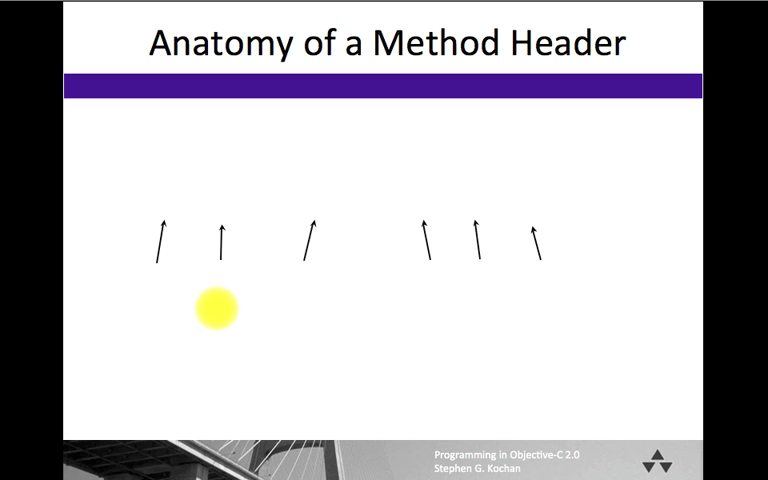 Anatomy of a Method Header
Programming in Objective-C 2.0
Stephen G. Kochan